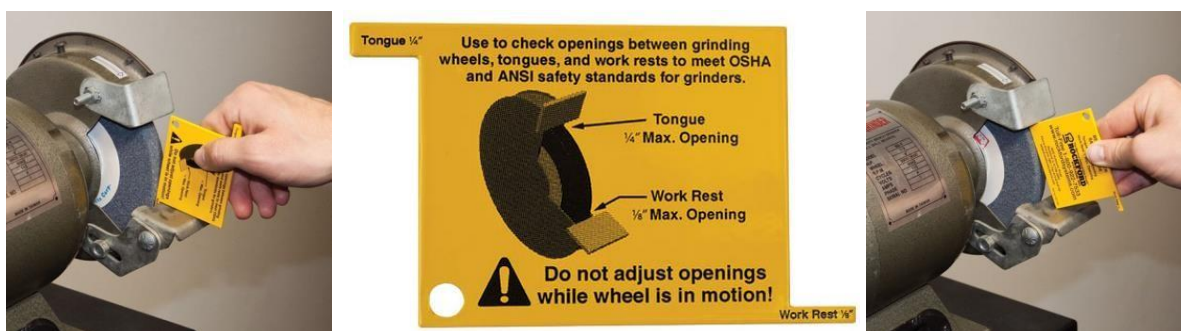 Tongue ¼"
Use to check openings between grinding
wheels, tongues, and work rests to meet OSHA
and ANSI safety standards for grinders.
Tongue
¼" Max. Opening
Work Rest
⅛" Max. Opening
Do not adjust openings
while wheel is in motion!
Work Rest ⅛"
ROCKFORD